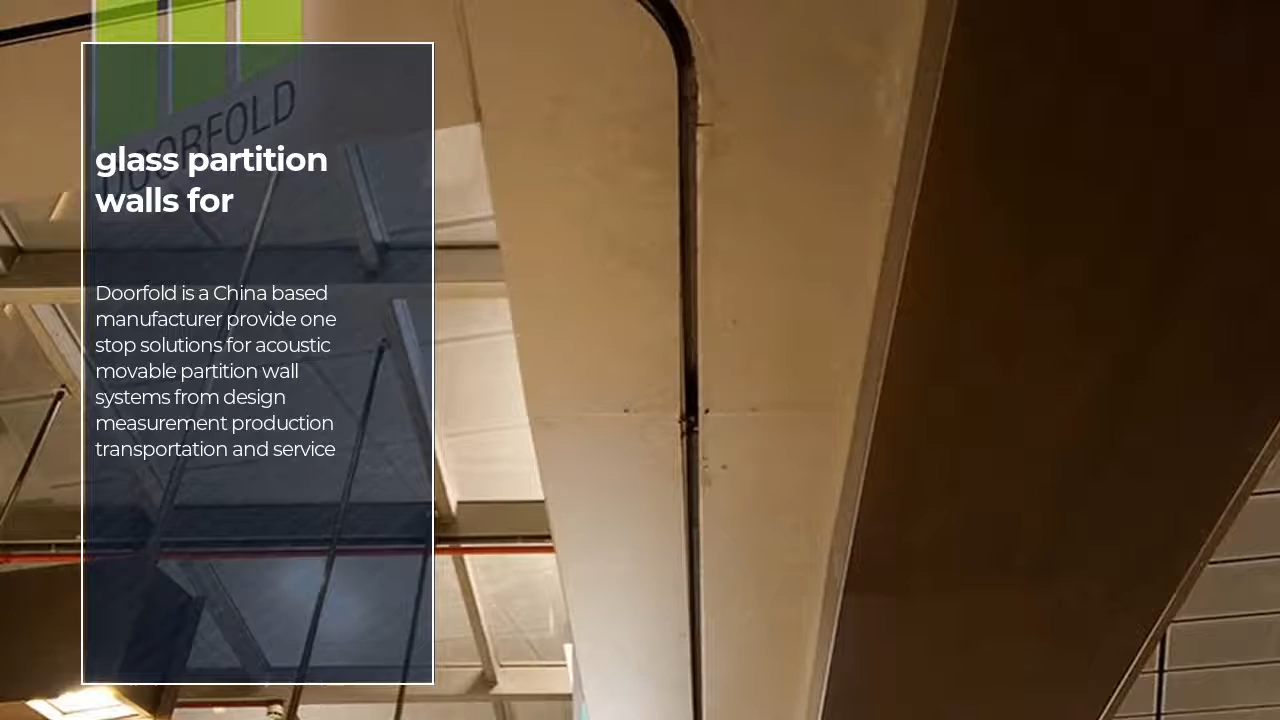 DOORFOLD
glass partition
walls for
Doorfold is a China based
manufacturer provide one
stop solutions for acoustic
movable partition wall
systems from design
measurement production
transportation and service